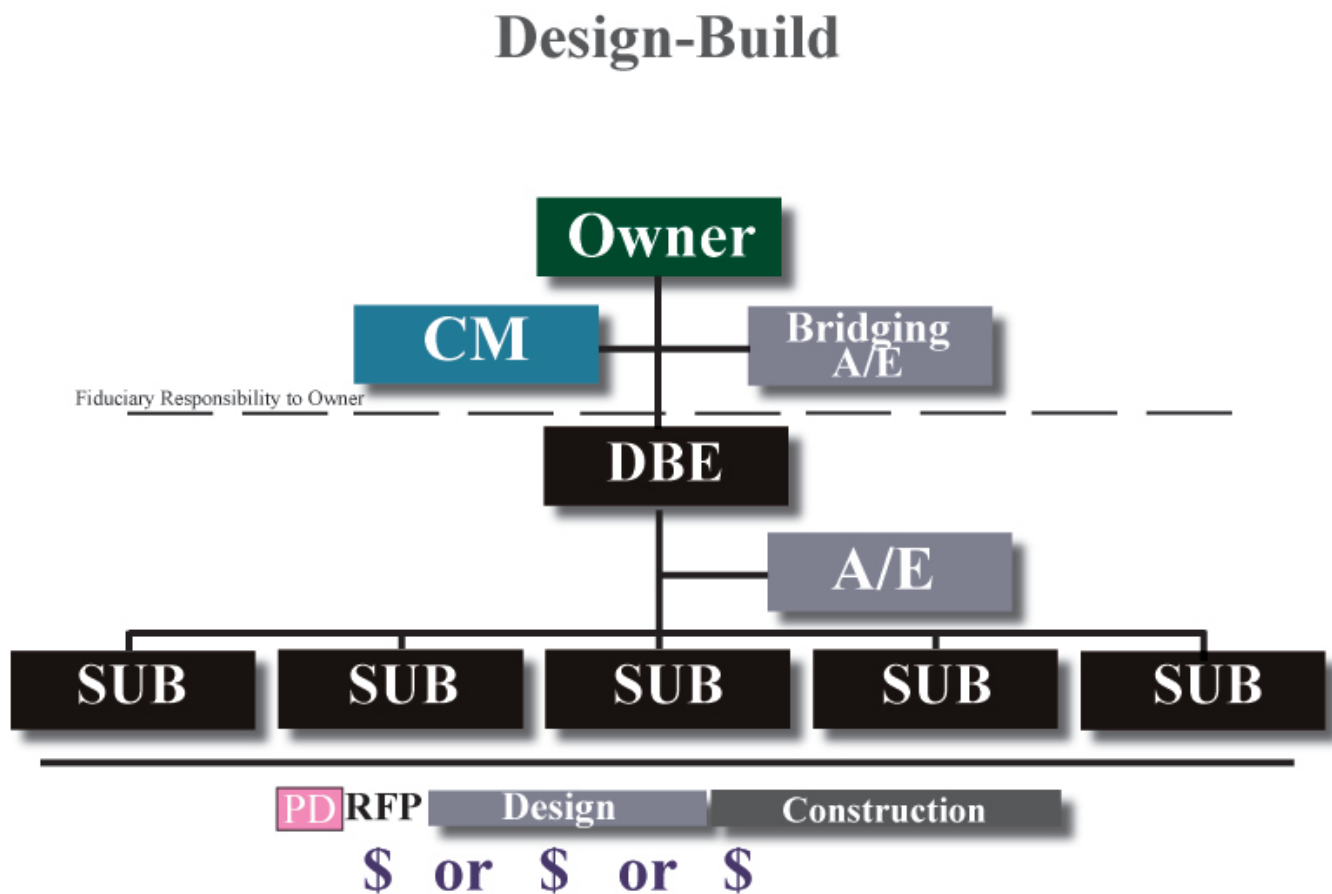 Design-Build
Owner
CM
Bridging
A/E
Fiduciary Responsibility to Owner
DBE
A/E
SUB SUB SUB SUB SUB
PD RFP Design Construction
$ or $ or $